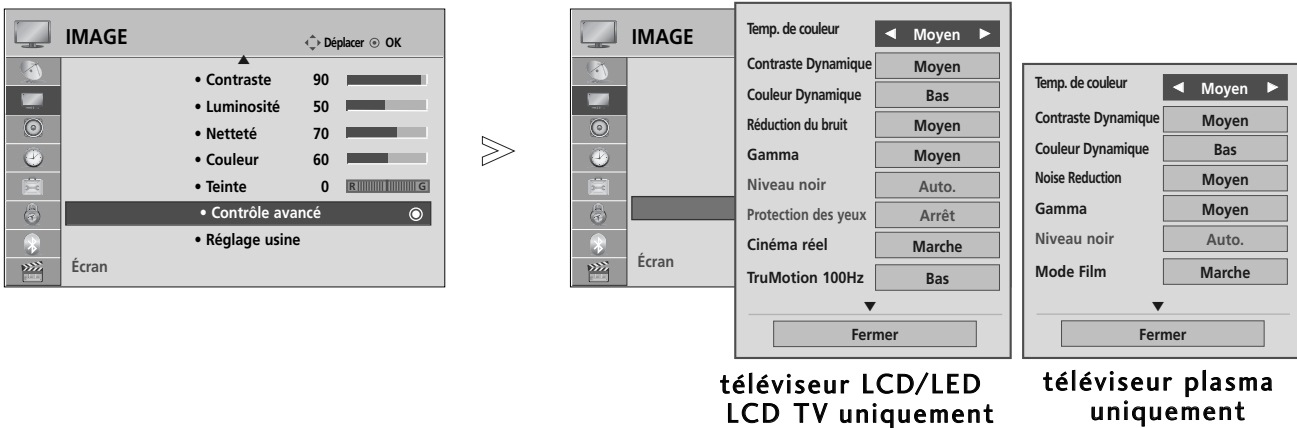 IMAGE
Déplacer OK
• Contraste 90
• Luminosité 50
• Netteté 70
• Couleur 60
• Teinte 0 R G
• Contrôle avancé
• Réglage usine
Écran
IMAGE
Écran
Temp. de couleur ◀ Moyen ▶
Contraste Dynamique Moyen
Couleur Dynamique Bas
Réduction du bruit Moyen
Gamma Moyen
Niveau noir Auto.
Protection des yeux Arrêt
Cinéma réel Marche
TruMotion 100Hz Bas
Fermer
téléviseur LCD/LED
LCD TV uniquement
Temp. de couleur ◀ Moyen ▶
Contraste Dynamique Moyen
Couleur Dynamique Bas
Noise Reduction Moyen
Gamma Moyen
Niveau noir Auto.
Mode Film Marche
Fermer
téléviseur plasma
uniquement